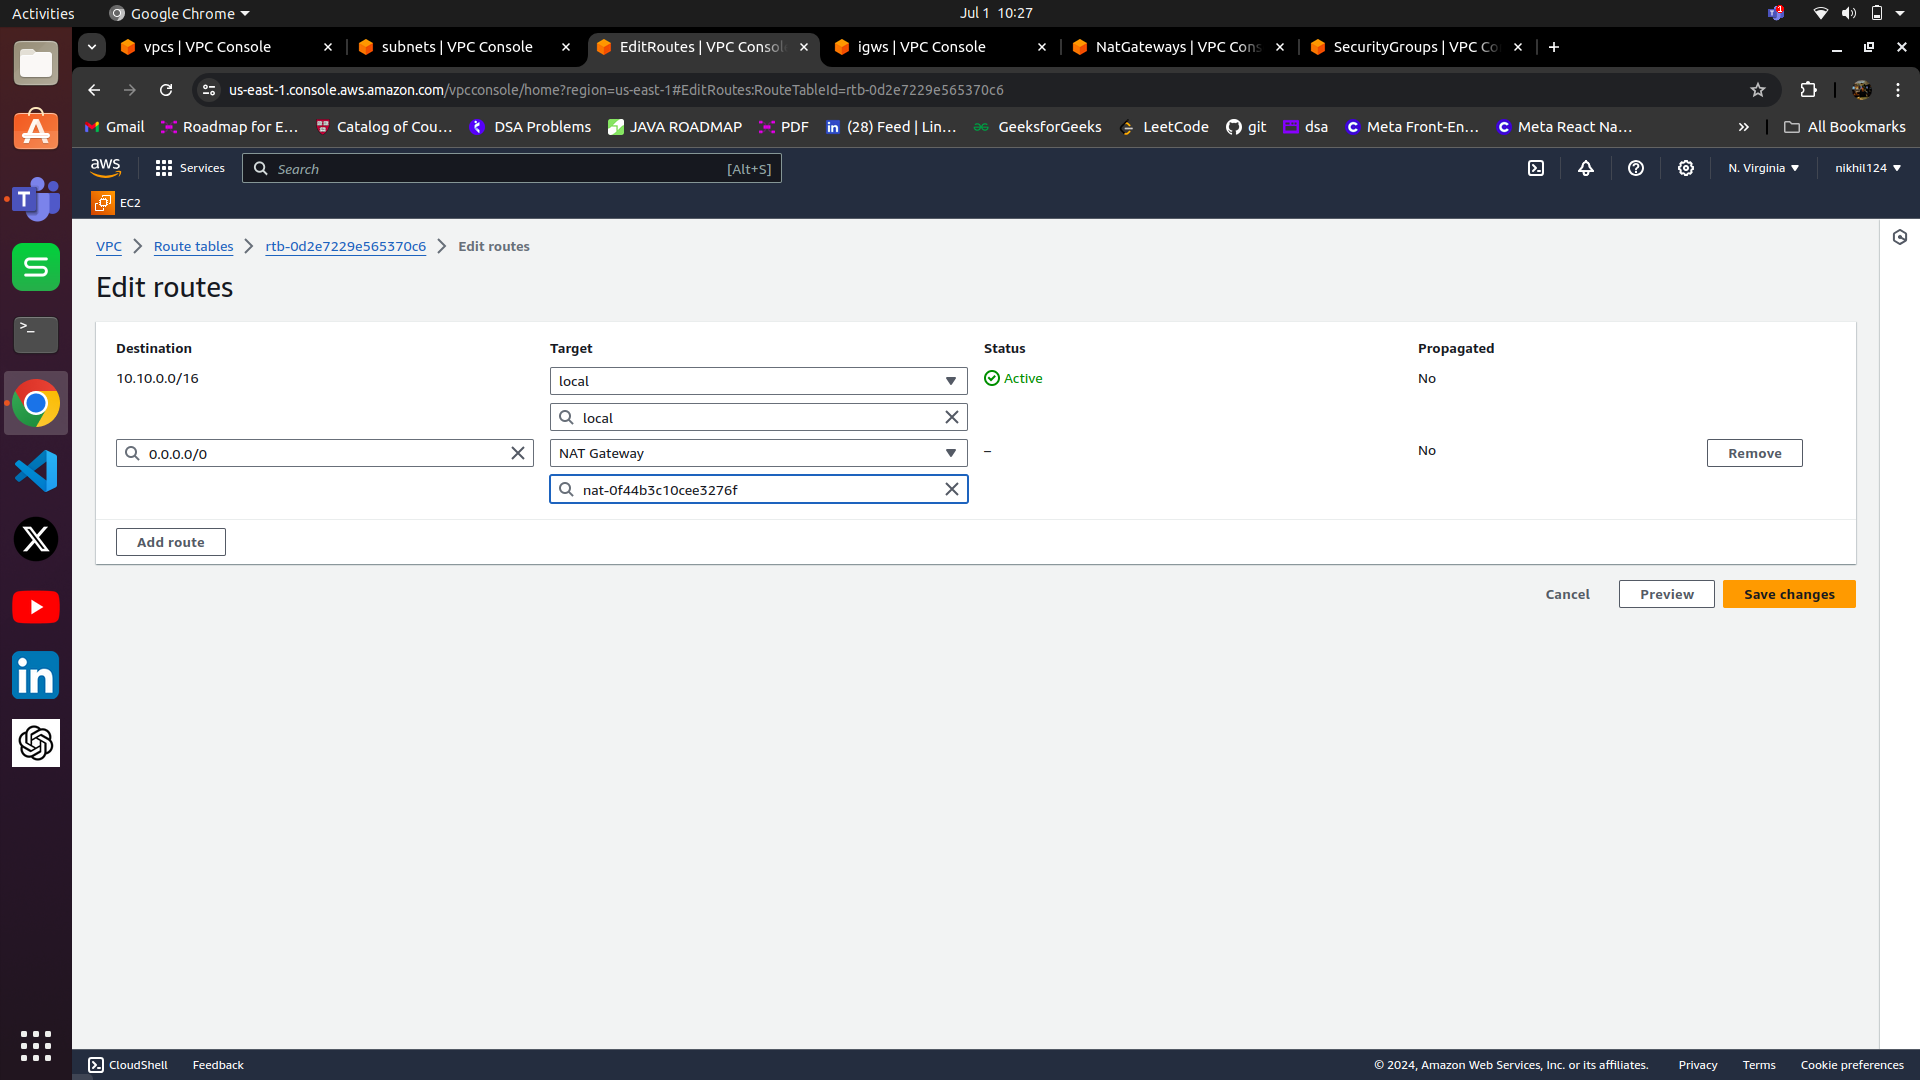 Activities
Google Chrome
Jul 1 10:27
1
vpcs | VPC Console
subnets | VPC Console
EditRoutes | VPC Consol
igws | VPC Console
NatGateways | VPC Cons
SecurityGroups | VPC Co
us-east-1.console.aws.amazon.com/vpcconsole/home?region=us-east-1#EditRoutes:RouteTableId=rtb-0d2e7229e565370c6
Gmail
Roadmap for E...
Catalog of Cou...
DSA Problems
JAVA ROADMAP
PDF
(28) Feed | Lin...
GeeksforGeeks
LeetCode
git
dsa
Meta Front-En...
Meta React Na...
All Bookmarks
aws
Services
Search
[Alt+S]
N. Virginia
nikhil124
EC2
VPC
Route tables
rtb-0d2e7229e565370c6
Edit routes
Edit routes
Destination
Target
Status
Propagated
10.10.0.0/16
local
Active
No
local
0.0.0.0/0
NAT Gateway
–
No
Remove
nat-0f44b3c10cee3276f
Add route
Cancel
Preview
Save changes
CloudShell
Feedback
© 2024, Amazon Web Services, Inc. or its affiliates.
Privacy
Terms
Cookie preferences